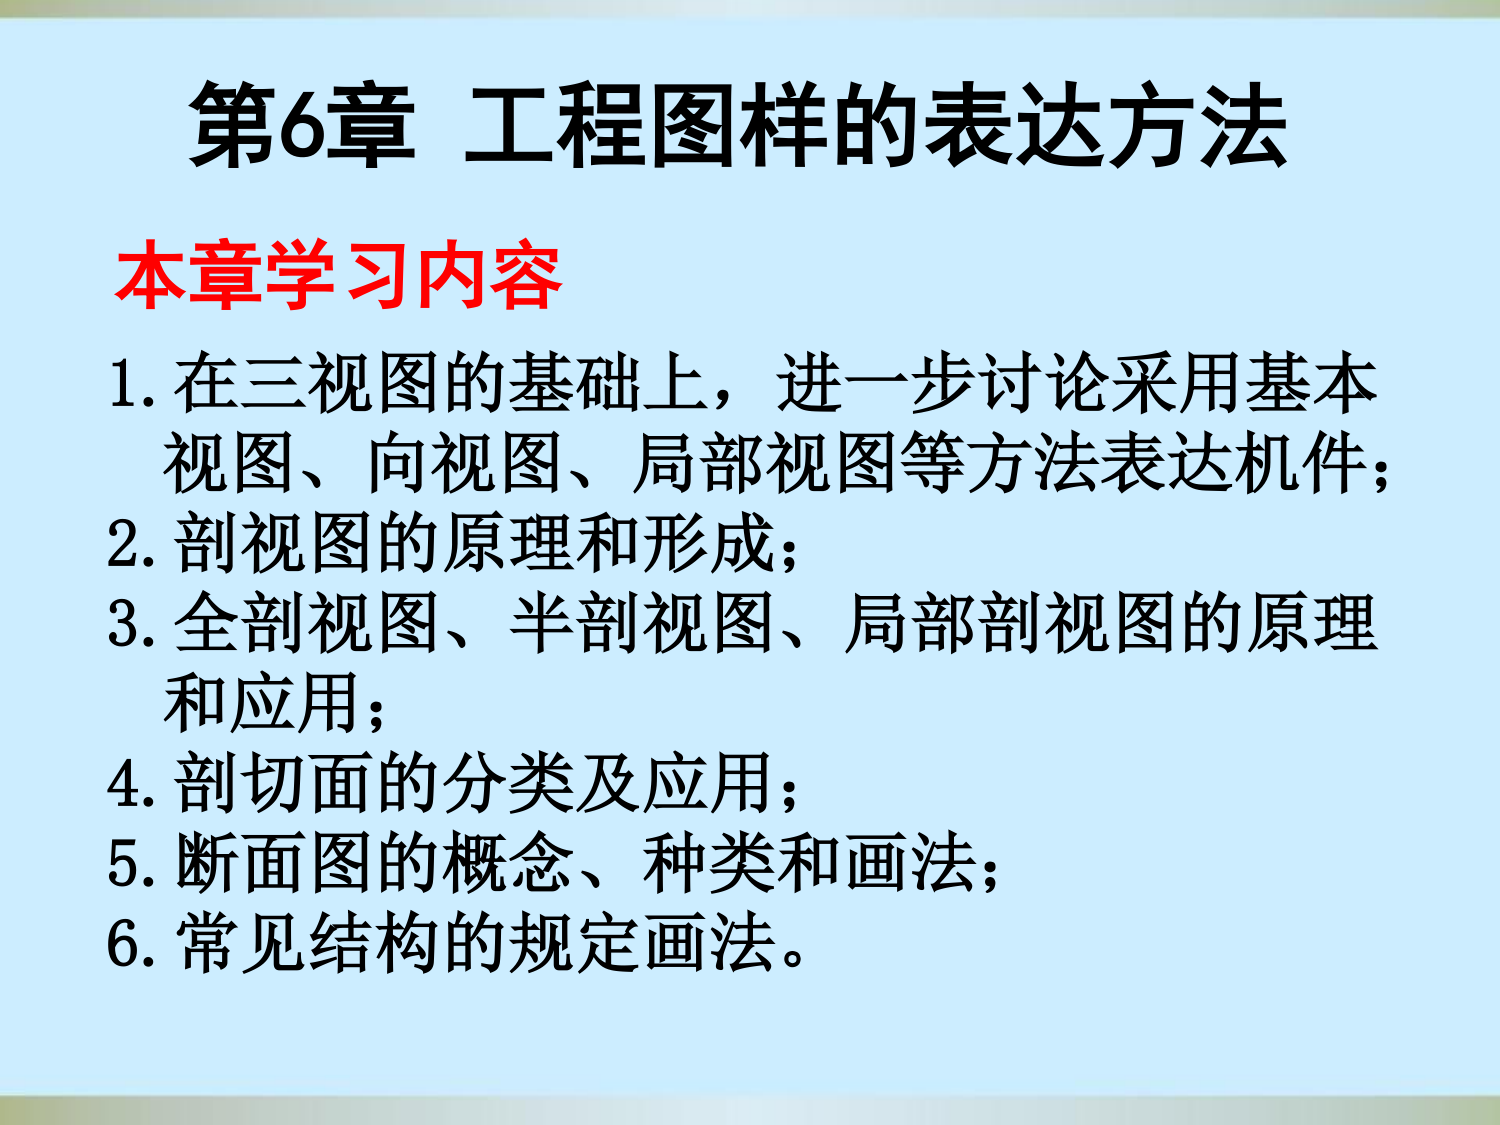 第6章 工程图样的表达方法
本章学习内容
1.在三视图的基础上，进一步讨论采用基本
视图、向视图、局部视图等方法表达机件；
2.剖视图的原理和形成；
3.全剖视图、半剖视图、局部剖视图的原理
和应用；
4.剖切面的分类及应用；
5.断面图的概念、种类和画法；
6.常见结构的规定画法。